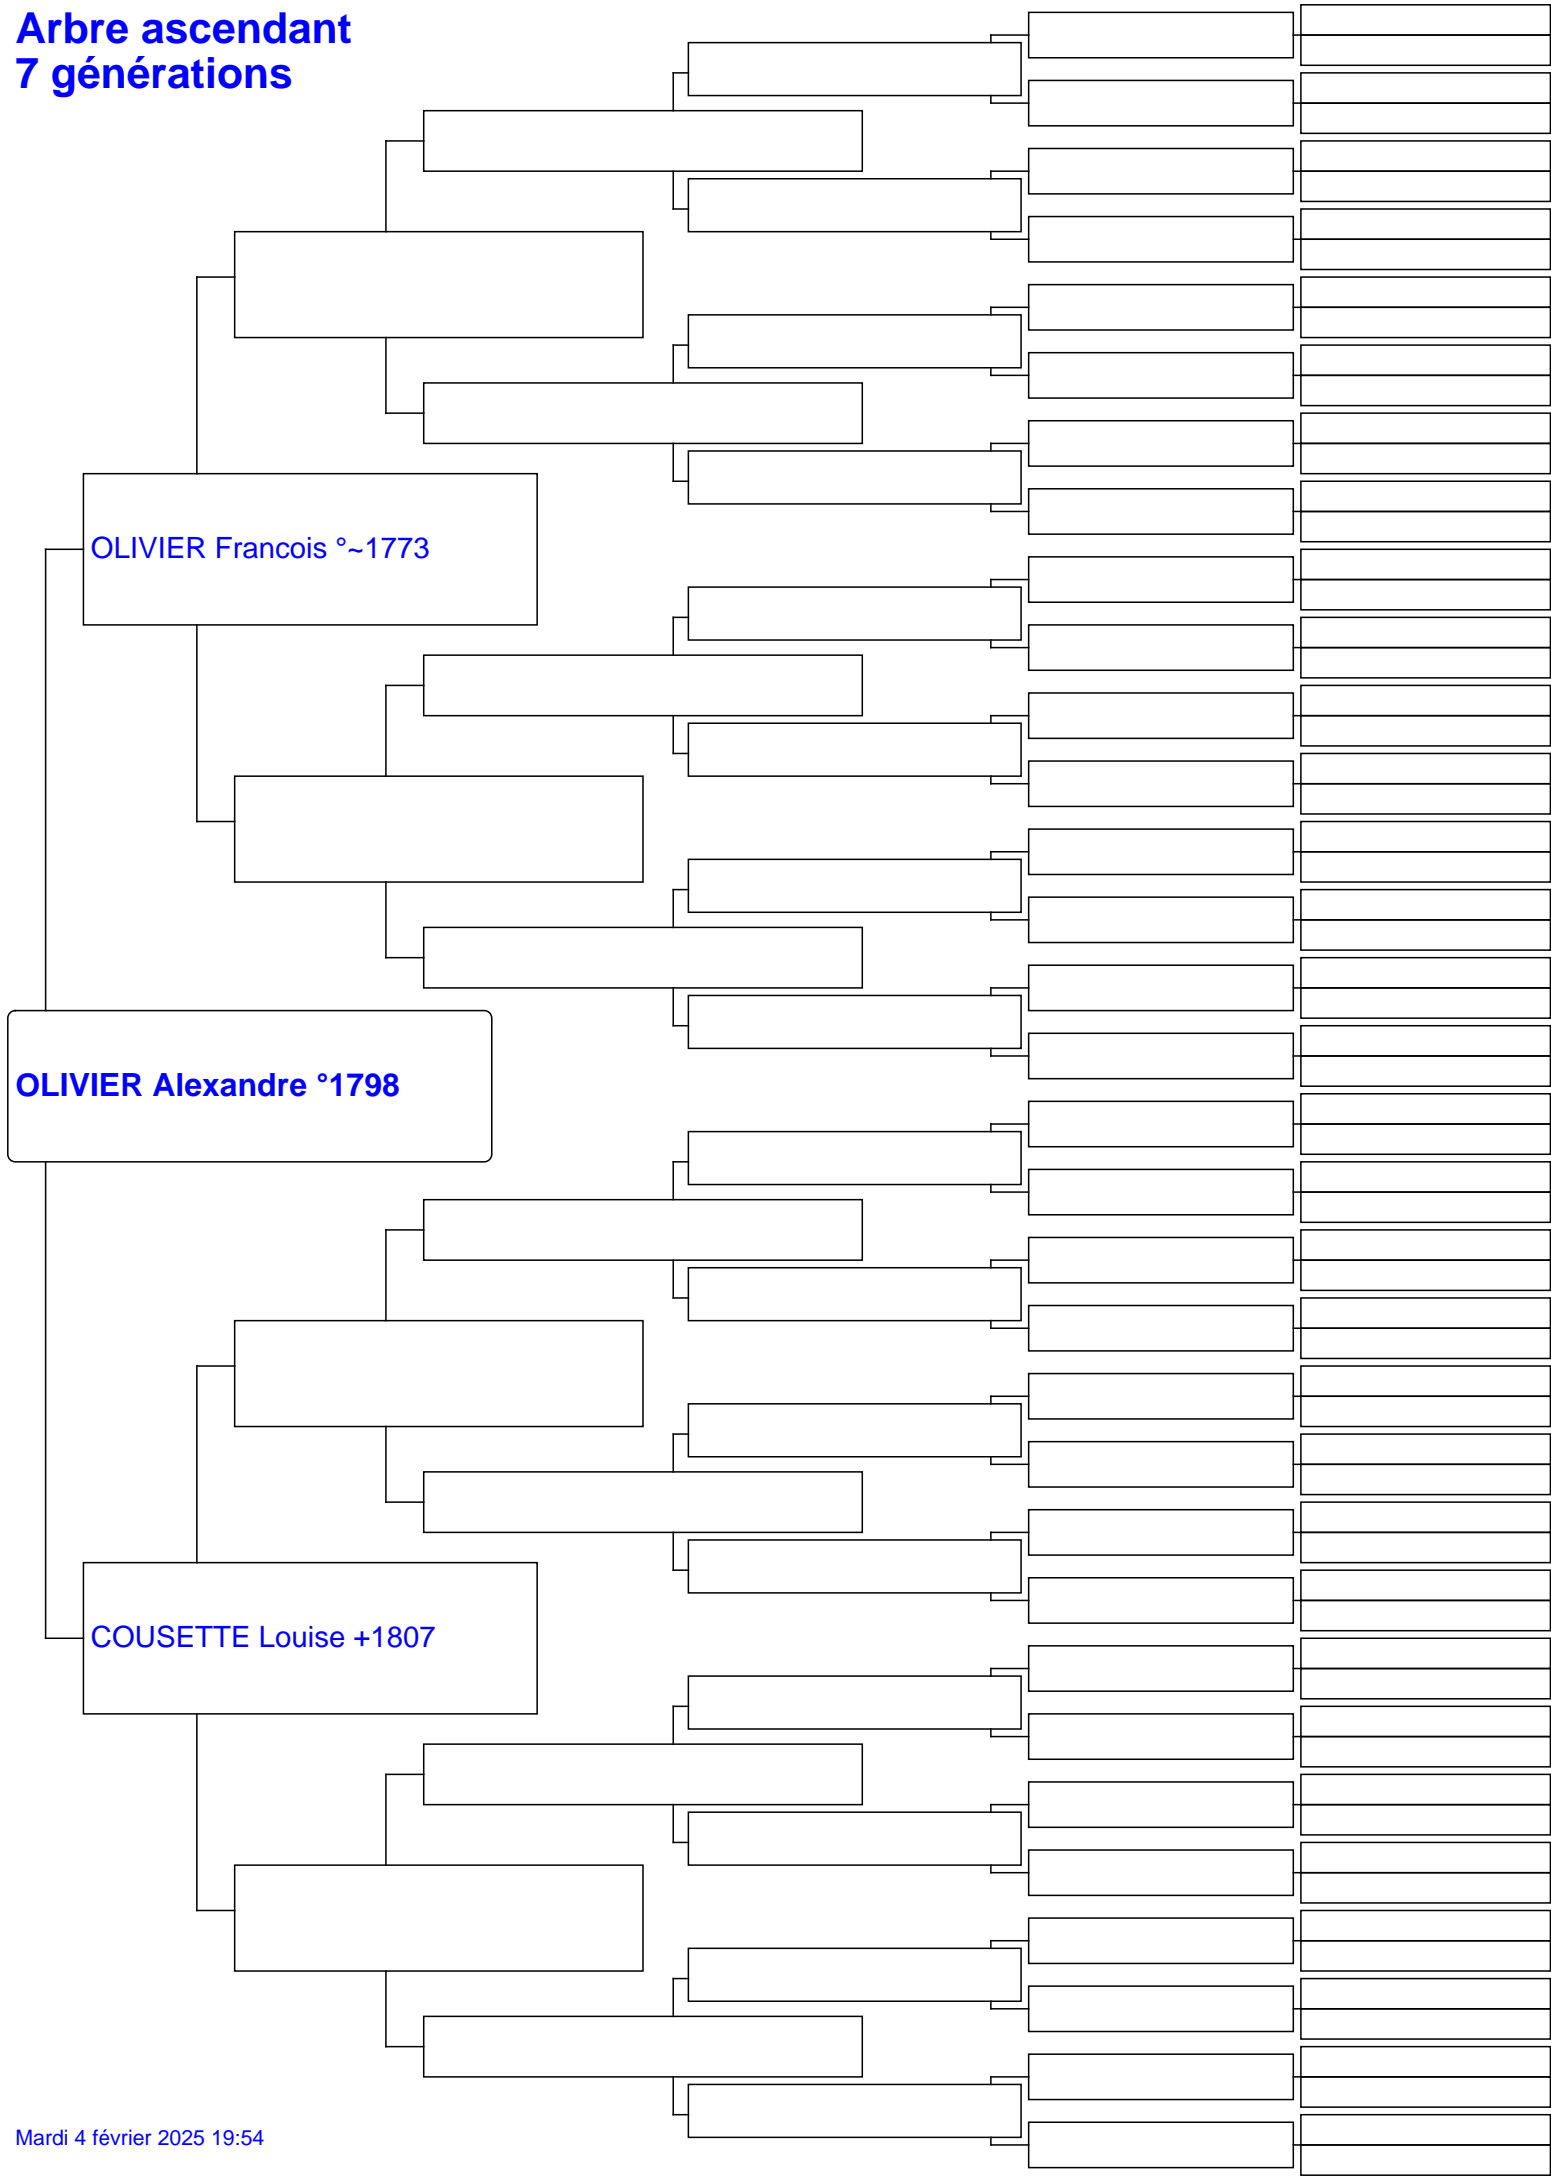 Arbre ascendant
7 générations
OLIVIER Francois °~1773
OLIVIER Alexandre °1798
COUSETTE Louise +1807
Mardi 4 février 2025 19:54